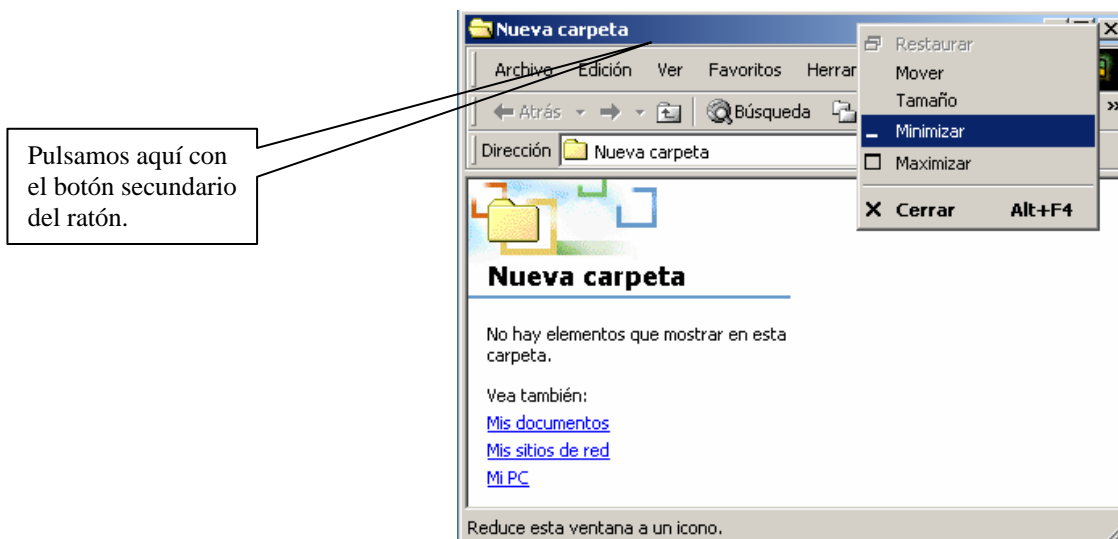 Nueva carpeta
Restaurar
Archivo Edición Ver Favoritos Herrar
Mover
Tamaño
Atrás Búsqueda »
Minimizar
Dirección Nueva carpeta
Maximizar
Cerrar Alt+F4
Pulsamos aquí con
el botón secundario
del ratón.
Nueva carpeta
No hay elementos que mostrar en esta
carpeta.
Vea también:
Mis documentos
Mis sitios de red
Mi PC
Reduce esta ventana a un icono.